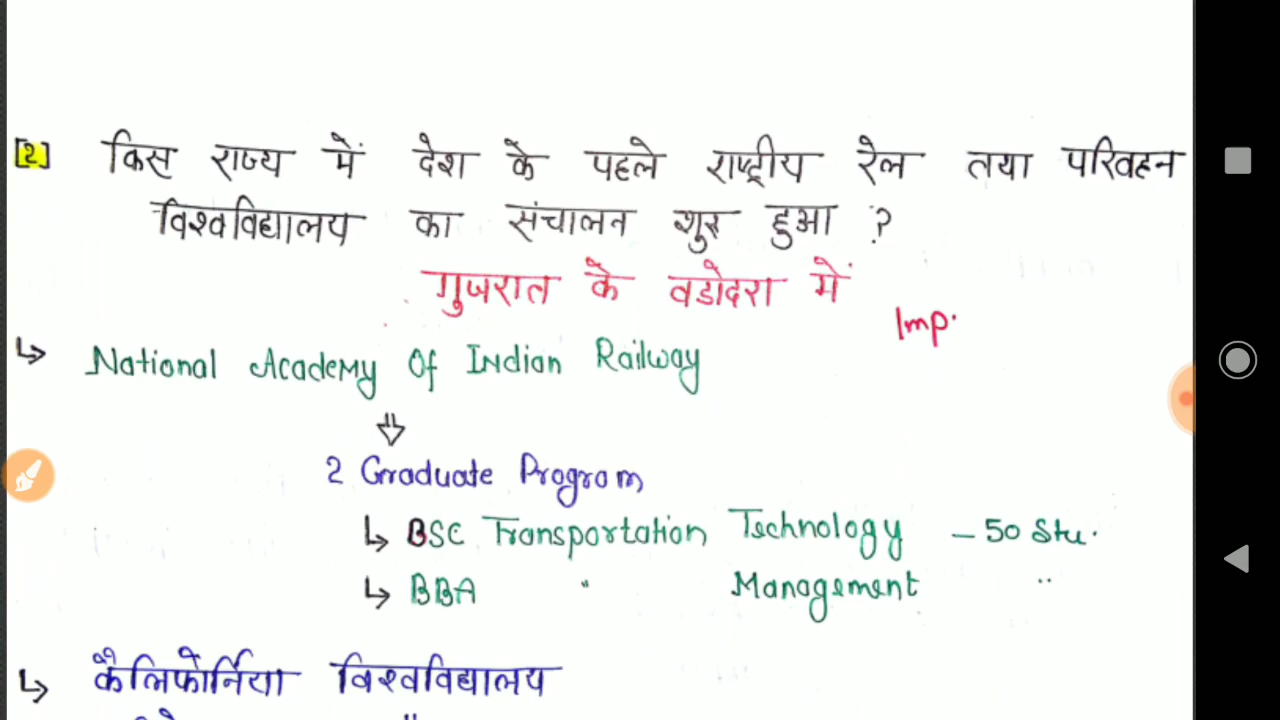 [2] किस राज्य में देश के पहले राष्ट्रीय रेल तथा परिवहन
विश्वविद्यालय का संचालन शुरू हुआ ?
गुजरात के वडोदरा में
Imp.
↳ National Academy Of Indian Railway
⇩
2 Graduate Program
↳ BSC Transportation Technology – 50 Stu.
↳ BBA " Management "
↳ कैलिफोर्निया विश्वविद्यालय